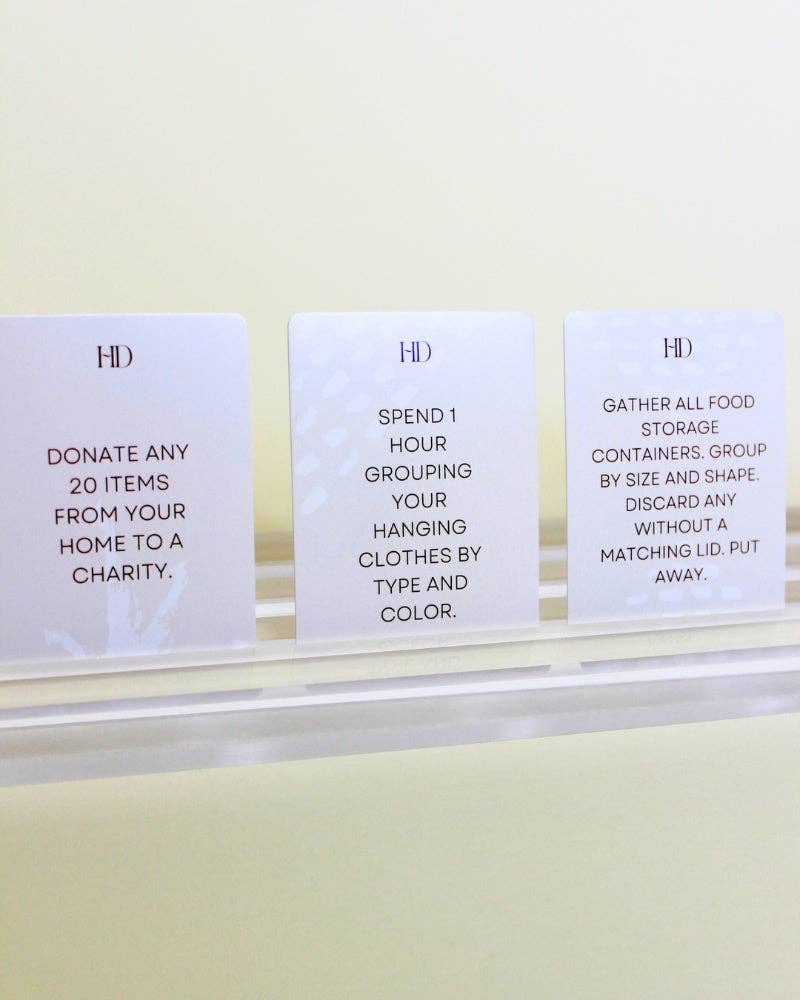 HD
DONATE ANY
20 ITEMS
FROM YOUR
HOME TO A
CHARITY.
HD
SPEND 1
HOUR
GROUPING
YOUR
HANGING
CLOTHES BY
TYPE AND
COLOR.
HD
GATHER ALL FOOD
STORAGE
CONTAINERS. GROUP
BY SIZE AND SHAPE.
DISCARD ANY
WITHOUT A
MATCHING LID. PUT
AWAY.